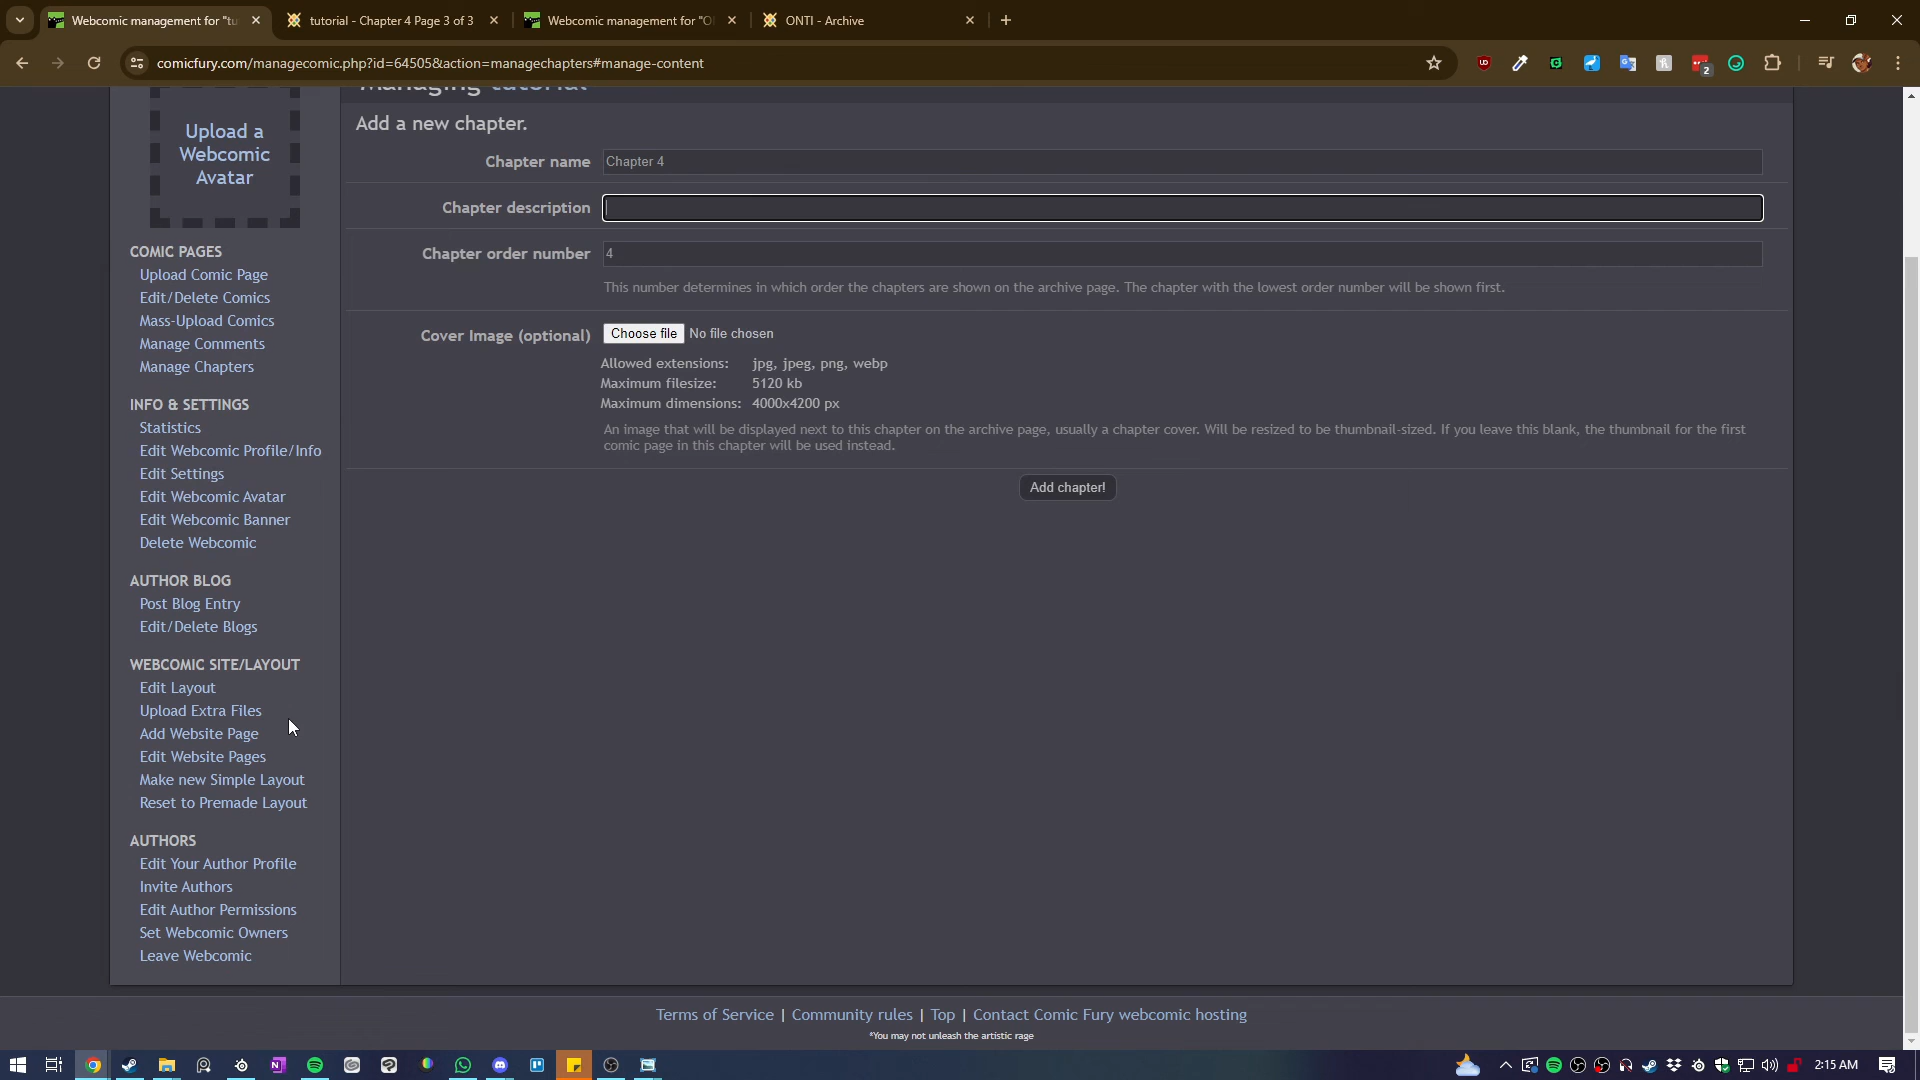 Webcomic management for "tu
tutorial - Chapter 4 Page 3 of 3
Webcomic management for "O
ONTI - Archive
comicfury.com/managecomic.php?id=64505&action=managechapters#manage-content
2
Managing tutorial
Upload a
Webcomic
Avatar
COMIC PAGES
Upload Comic Page
Edit/Delete Comics
Mass-Upload Comics
Manage Comments
Manage Chapters
INFO & SETTINGS
Statistics
Edit Webcomic Profile/Info
Edit Settings
Edit Webcomic Avatar
Edit Webcomic Banner
Delete Webcomic
AUTHOR BLOG
Post Blog Entry
Edit/Delete Blogs
WEBCOMIC SITE/LAYOUT
Edit Layout
Upload Extra Files
Add Website Page
Edit Website Pages
Make new Simple Layout
Reset to Premade Layout
AUTHORS
Edit Your Author Profile
Invite Authors
Edit Author Permissions
Set Webcomic Owners
Leave Webcomic
Add a new chapter.
Chapter name
Chapter 4
Chapter description
Chapter order number
4
This number determines in which order the chapters are shown on the archive page. The chapter with the lowest order number will be shown first.
Cover Image (optional)
Choose file No file chosen
Allowed extensions: jpg, jpeg, png, webp
Maximum filesize: 5120 kb
Maximum dimensions: 4000x4200 px
An image that will be displayed next to this chapter on the archive page, usually a chapter cover. Will be resized to be thumbnail-sized. If you leave this blank, the thumbnail for the first
comic page in this chapter will be used instead.
Add chapter!
Terms of Service | Community rules | Top | Contact Comic Fury webcomic hosting
*You may not unleash the artistic rage
2:15 AM